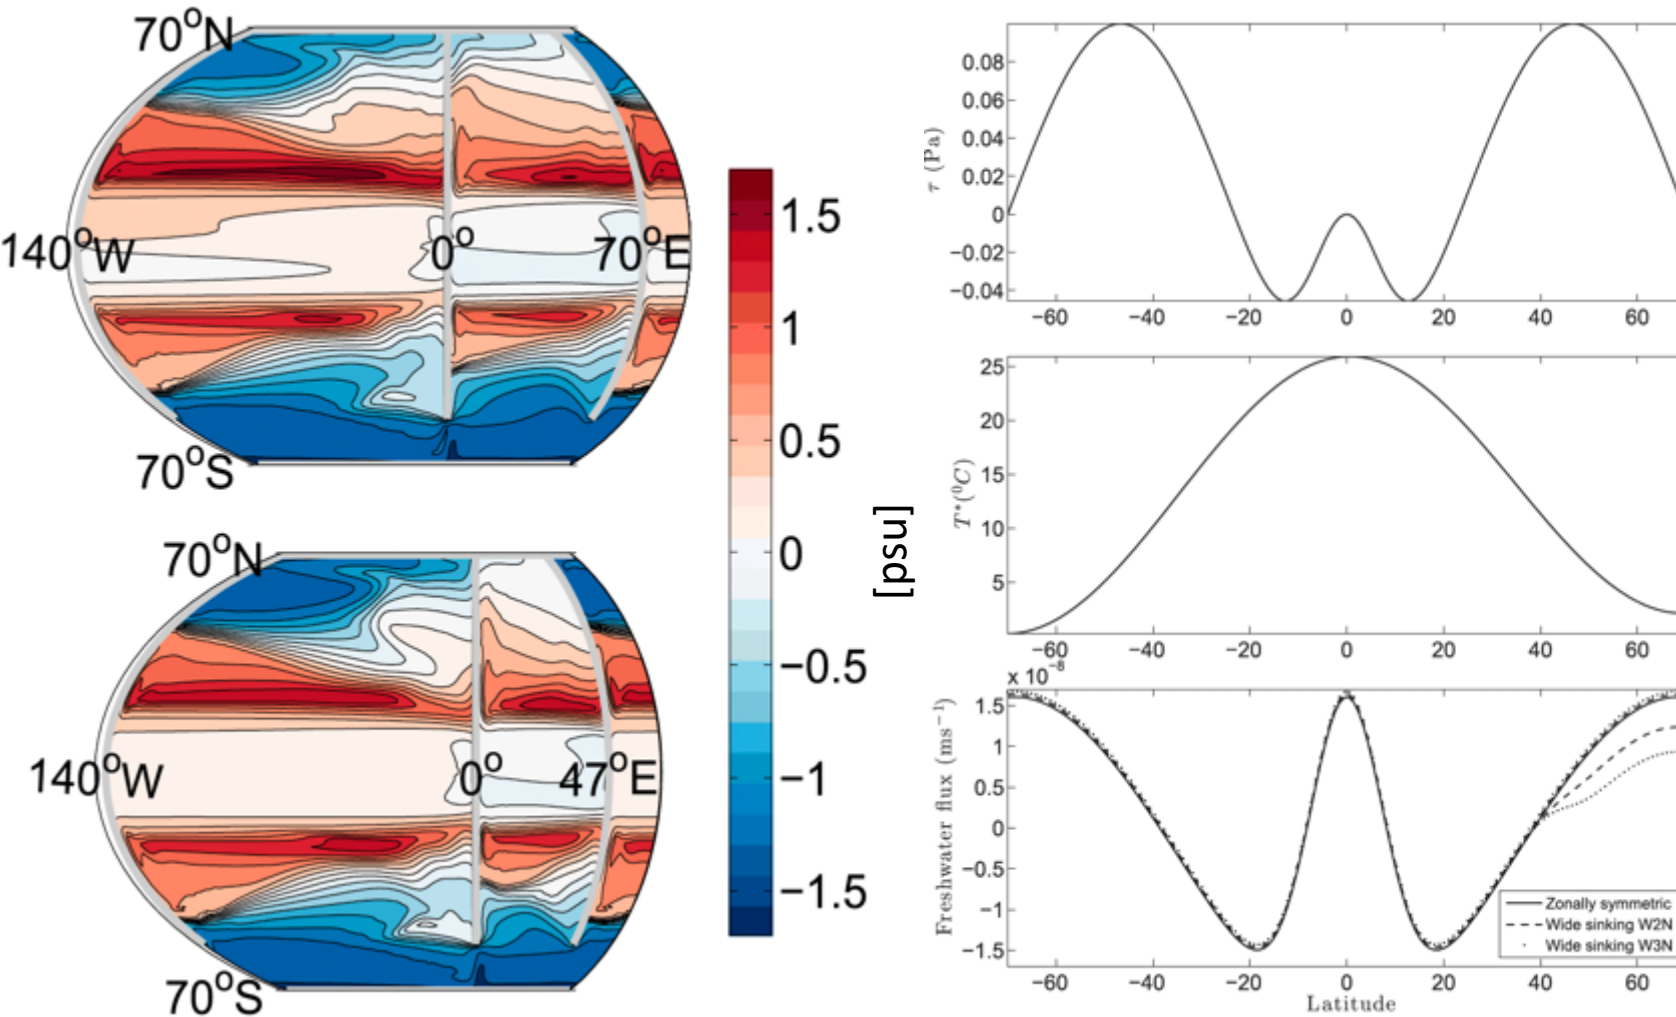 70°N
140°W 0° 70°E
70°S
70°N
140°W 0° 47°E
70°S
1.5
1
0.5
0
−0.5
−1
−1.5
[psu]
τ (Pa)
0.08
0.06
0.04
0.02
0
−0.02
−0.04
−60 −40 −20 0 20 40 60
T*(⁰C)
25
20
15
10
5
−60 −40 −20 0 20 40 60
x 10⁻⁸
Freshwater flux (ms⁻¹)
1.5
1
0.5
0
−0.5
−1
−1.5
Zonally symmetric
Wide sinking W2N
Wide sinking W3N
−60 −40 −20 0 20 40 60
Latitude